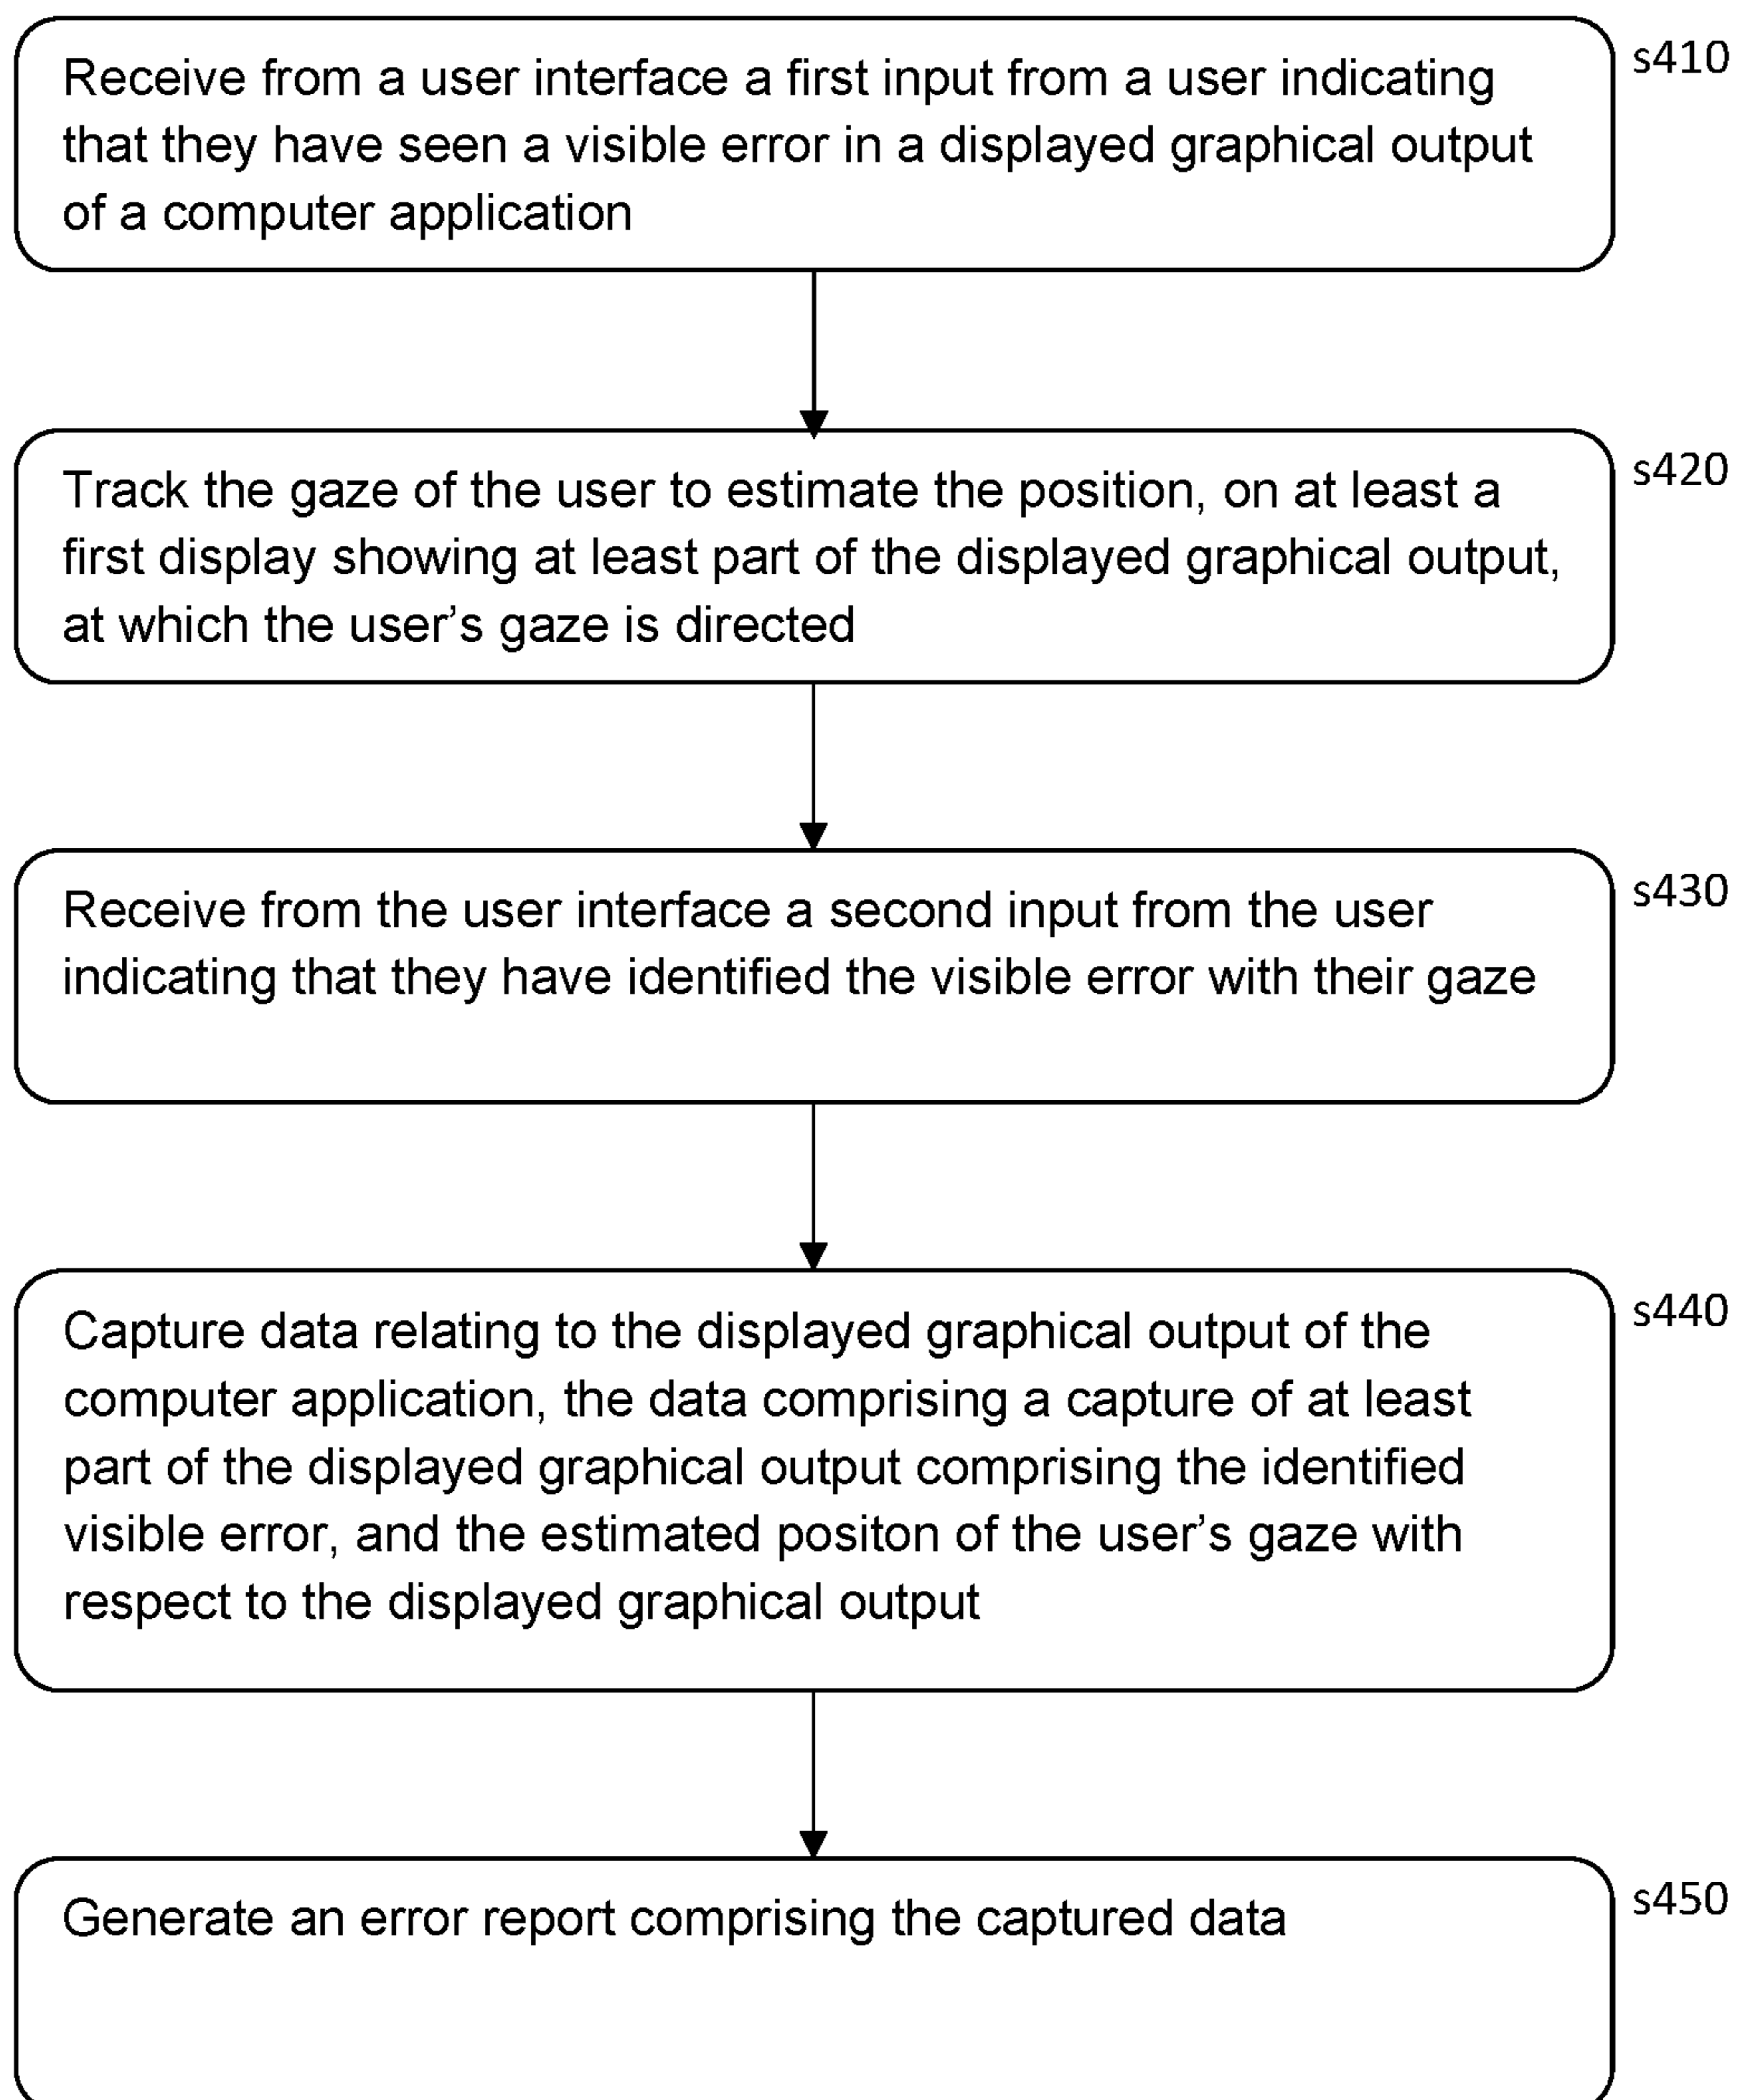 Receive from a user interface a first input from a user indicating
that they have seen a visible error in a displayed graphical output
of a computer application
s410
Track the gaze of the user to estimate the position, on at least a
first display showing at least part of the displayed graphical output,
at which the user’s gaze is directed
s420
Receive from the user interface a second input from the user
indicating that they have identified the visible error with their gaze
s430
Capture data relating to the displayed graphical output of the
computer application, the data comprising a capture of at least
part of the displayed graphical output comprising the identified
visible error, and the estimated positon of the user’s gaze with
respect to the displayed graphical output
s440
Generate an error report comprising the captured data
s450